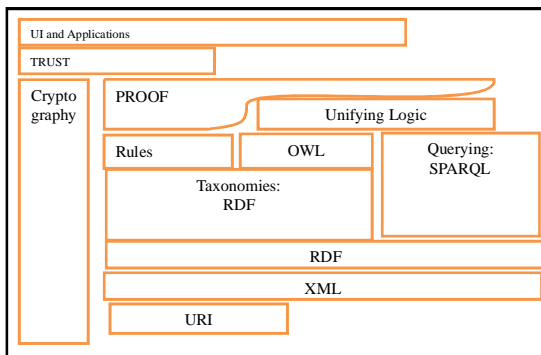 UI and Applications
TRUST
Crypto
graphy
PROOF
Unifying Logic
Rules
OWL
Querying:
SPARQL
Taxonomies:
RDF
RDF
XML
URI